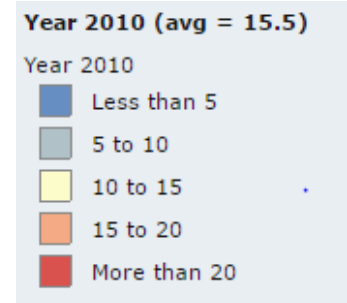 Year 2010 (avg = 15.5)
Year 2010
Less than 5
5 to 10
10 to 15
15 to 20
More than 20